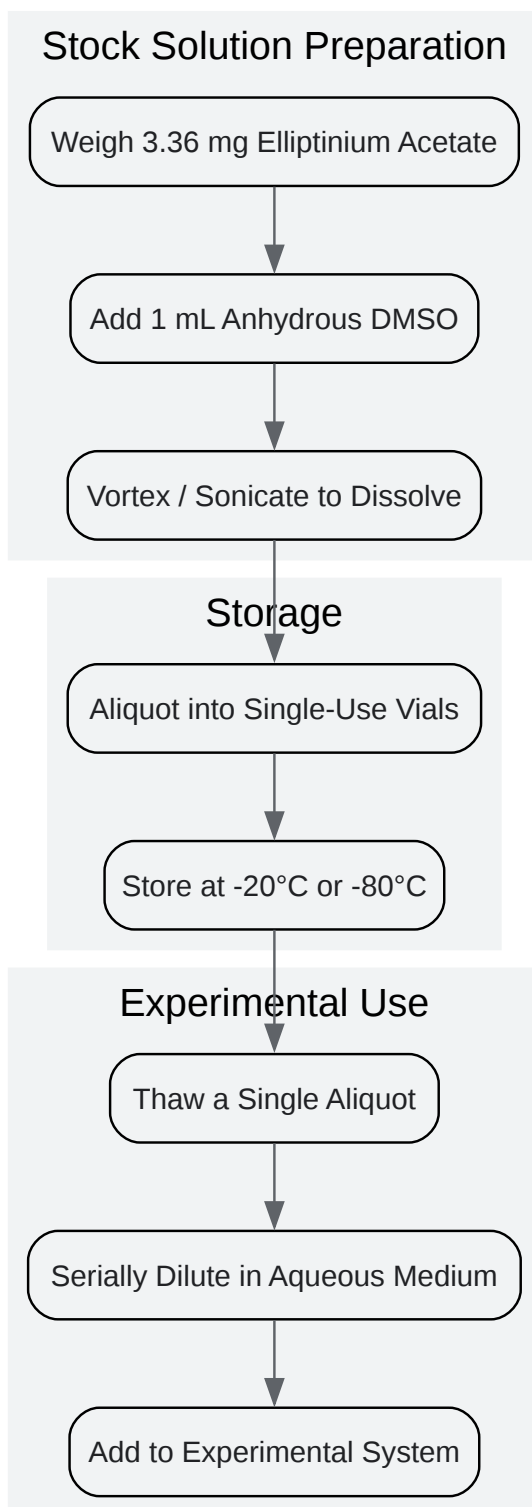 Stock Solution Preparation
Weigh 3.36 mg Elliptinium Acetate
Add 1 mL Anhydrous DMSO
Vortex / Sonicate to Dissolve
Storage
Aliquot into Single-Use Vials
Store at -20°C or -80°C
Experimental Use
Thaw a Single Aliquot
Serially Dilute in Aqueous Medium
Add to Experimental System